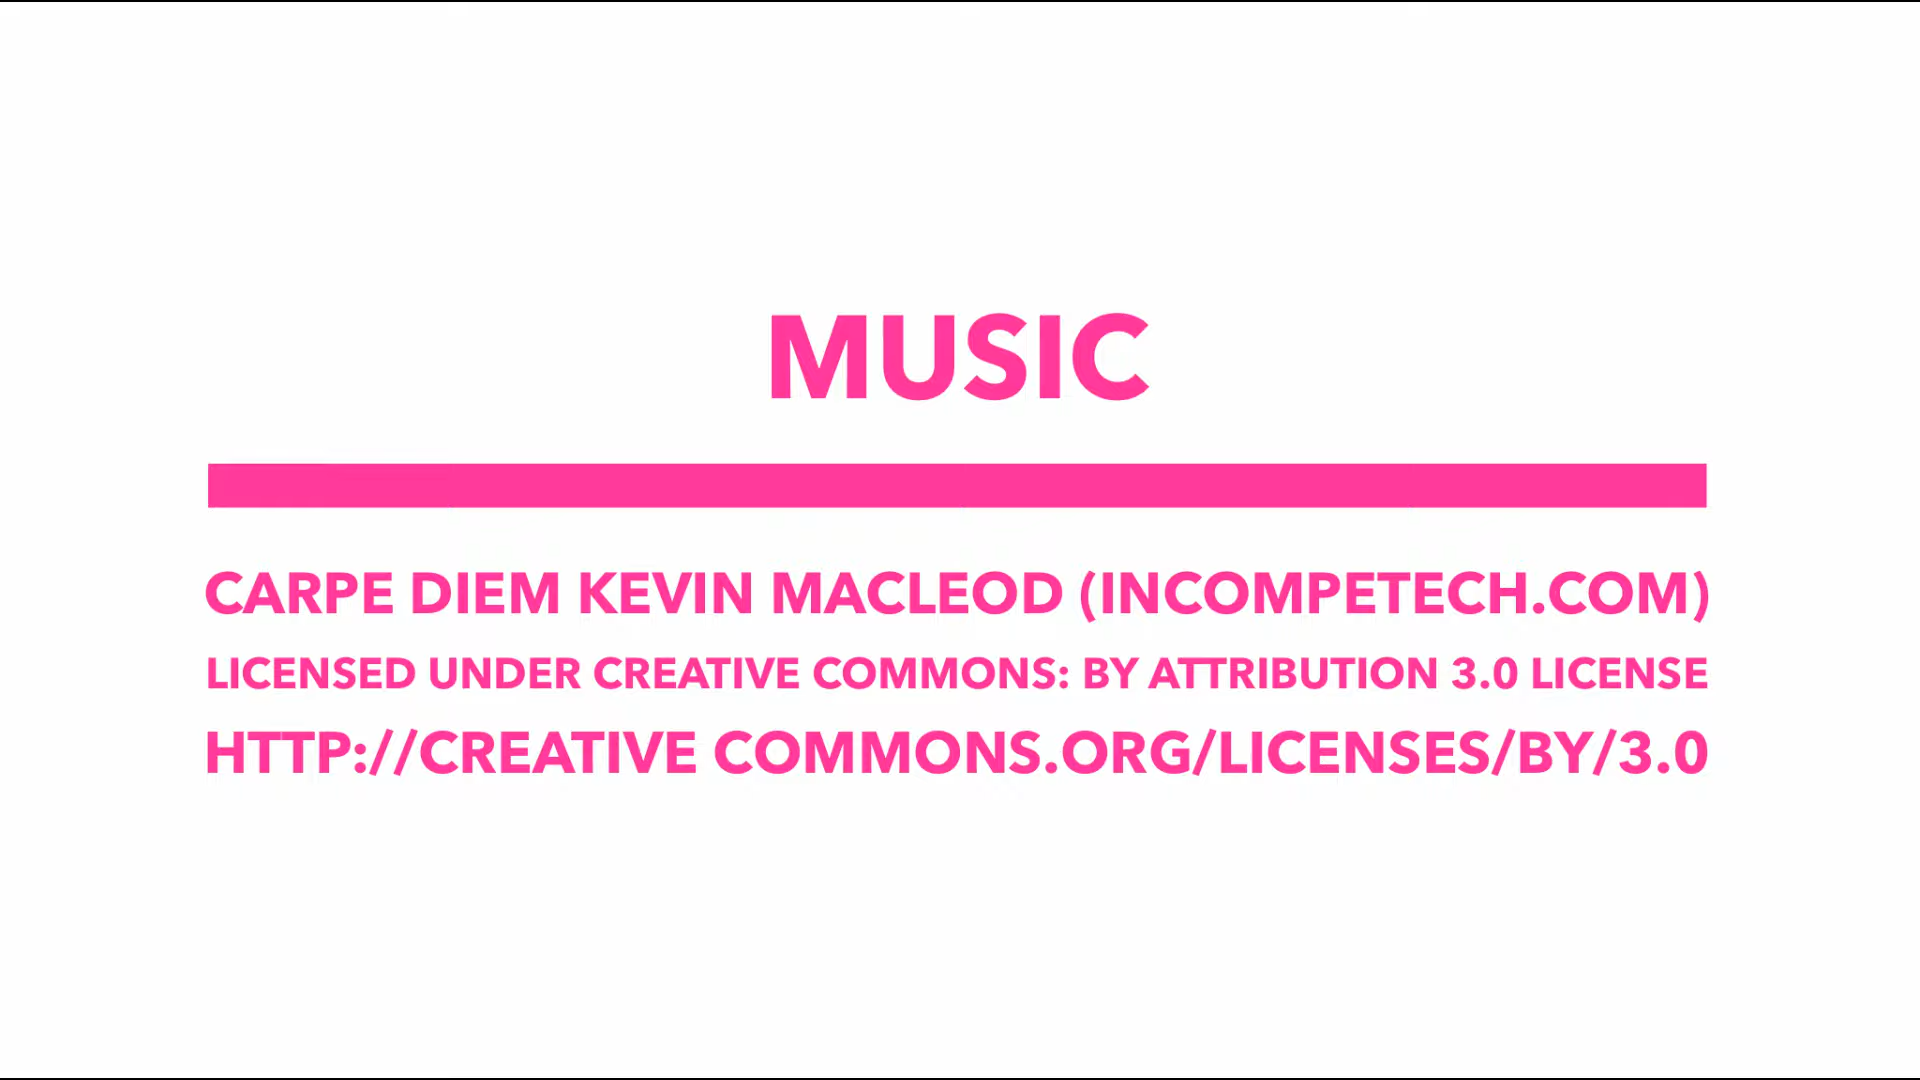 MUSIC
CARPE DIEM KEVIN MACLEOD (INCOMPETECH.COM)
LICENSED UNDER CREATIVE COMMONS: BY ATTRIBUTION 3.0 LICENSE
HTTP://CREATIVE COMMONS.ORG/LICENSES/BY/3.0